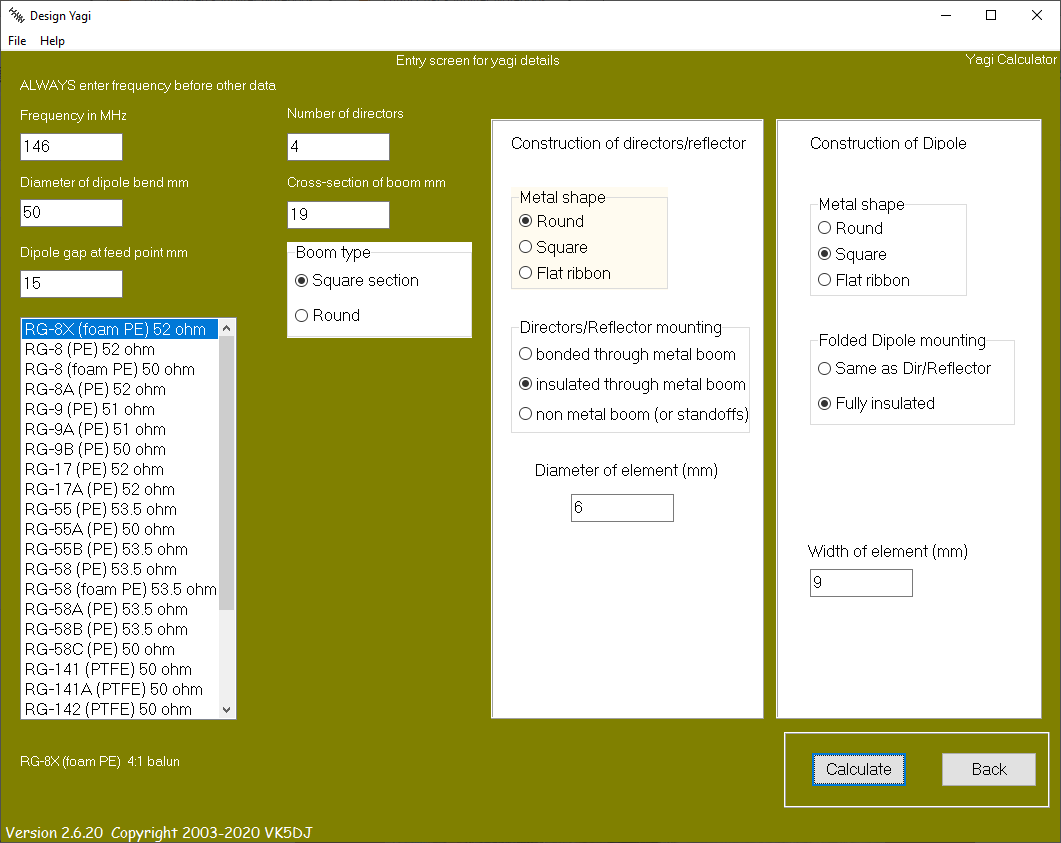 Design Yagi
File Help
Entry screen for yagi details
Yagi Calculator
ALWAYS enter frequency before other data
Frequency in MHz
146
Diameter of dipole bend mm
50
Dipole gap at feed point mm
15
Number of directors
4
Cross-section of boom mm
19
Boom type
Square section
Round
RG-8X (foam PE) 52 ohm
RG-8 (PE) 52 ohm
RG-8 (foam PE) 50 ohm
RG-8A (PE) 52 ohm
RG-9 (PE) 51 ohm
RG-9A (PE) 51 ohm
RG-9B (PE) 50 ohm
RG-17 (PE) 52 ohm
RG-17A (PE) 52 ohm
RG-55 (PE) 53.5 ohm
RG-55A (PE) 50 ohm
RG-55B (PE) 53.5 ohm
RG-58 (PE) 53.5 ohm
RG-58 (foam PE) 53.5 ohm
RG-58A (PE) 53.5 ohm
RG-58B (PE) 53.5 ohm
RG-58C (PE) 50 ohm
RG-141 (PTFE) 50 ohm
RG-141A (PTFE) 50 ohm
RG-142 (PTFE) 50 ohm
Construction of directors/reflector
Metal shape
Round
Square
Flat ribbon
Directors/Reflector mounting
bonded through metal boom
insulated through metal boom
non metal boom (or standoffs)
Diameter of element (mm)
6
Construction of Dipole
Metal shape
Round
Square
Flat ribbon
Folded Dipole mounting
Same as Dir/Reflector
Fully insulated
Width of element (mm)
9
RG-8X (foam PE) 4:1 balun
Calculate
Back
Version 2.6.20 Copyright 2003-2020 VK5DJ